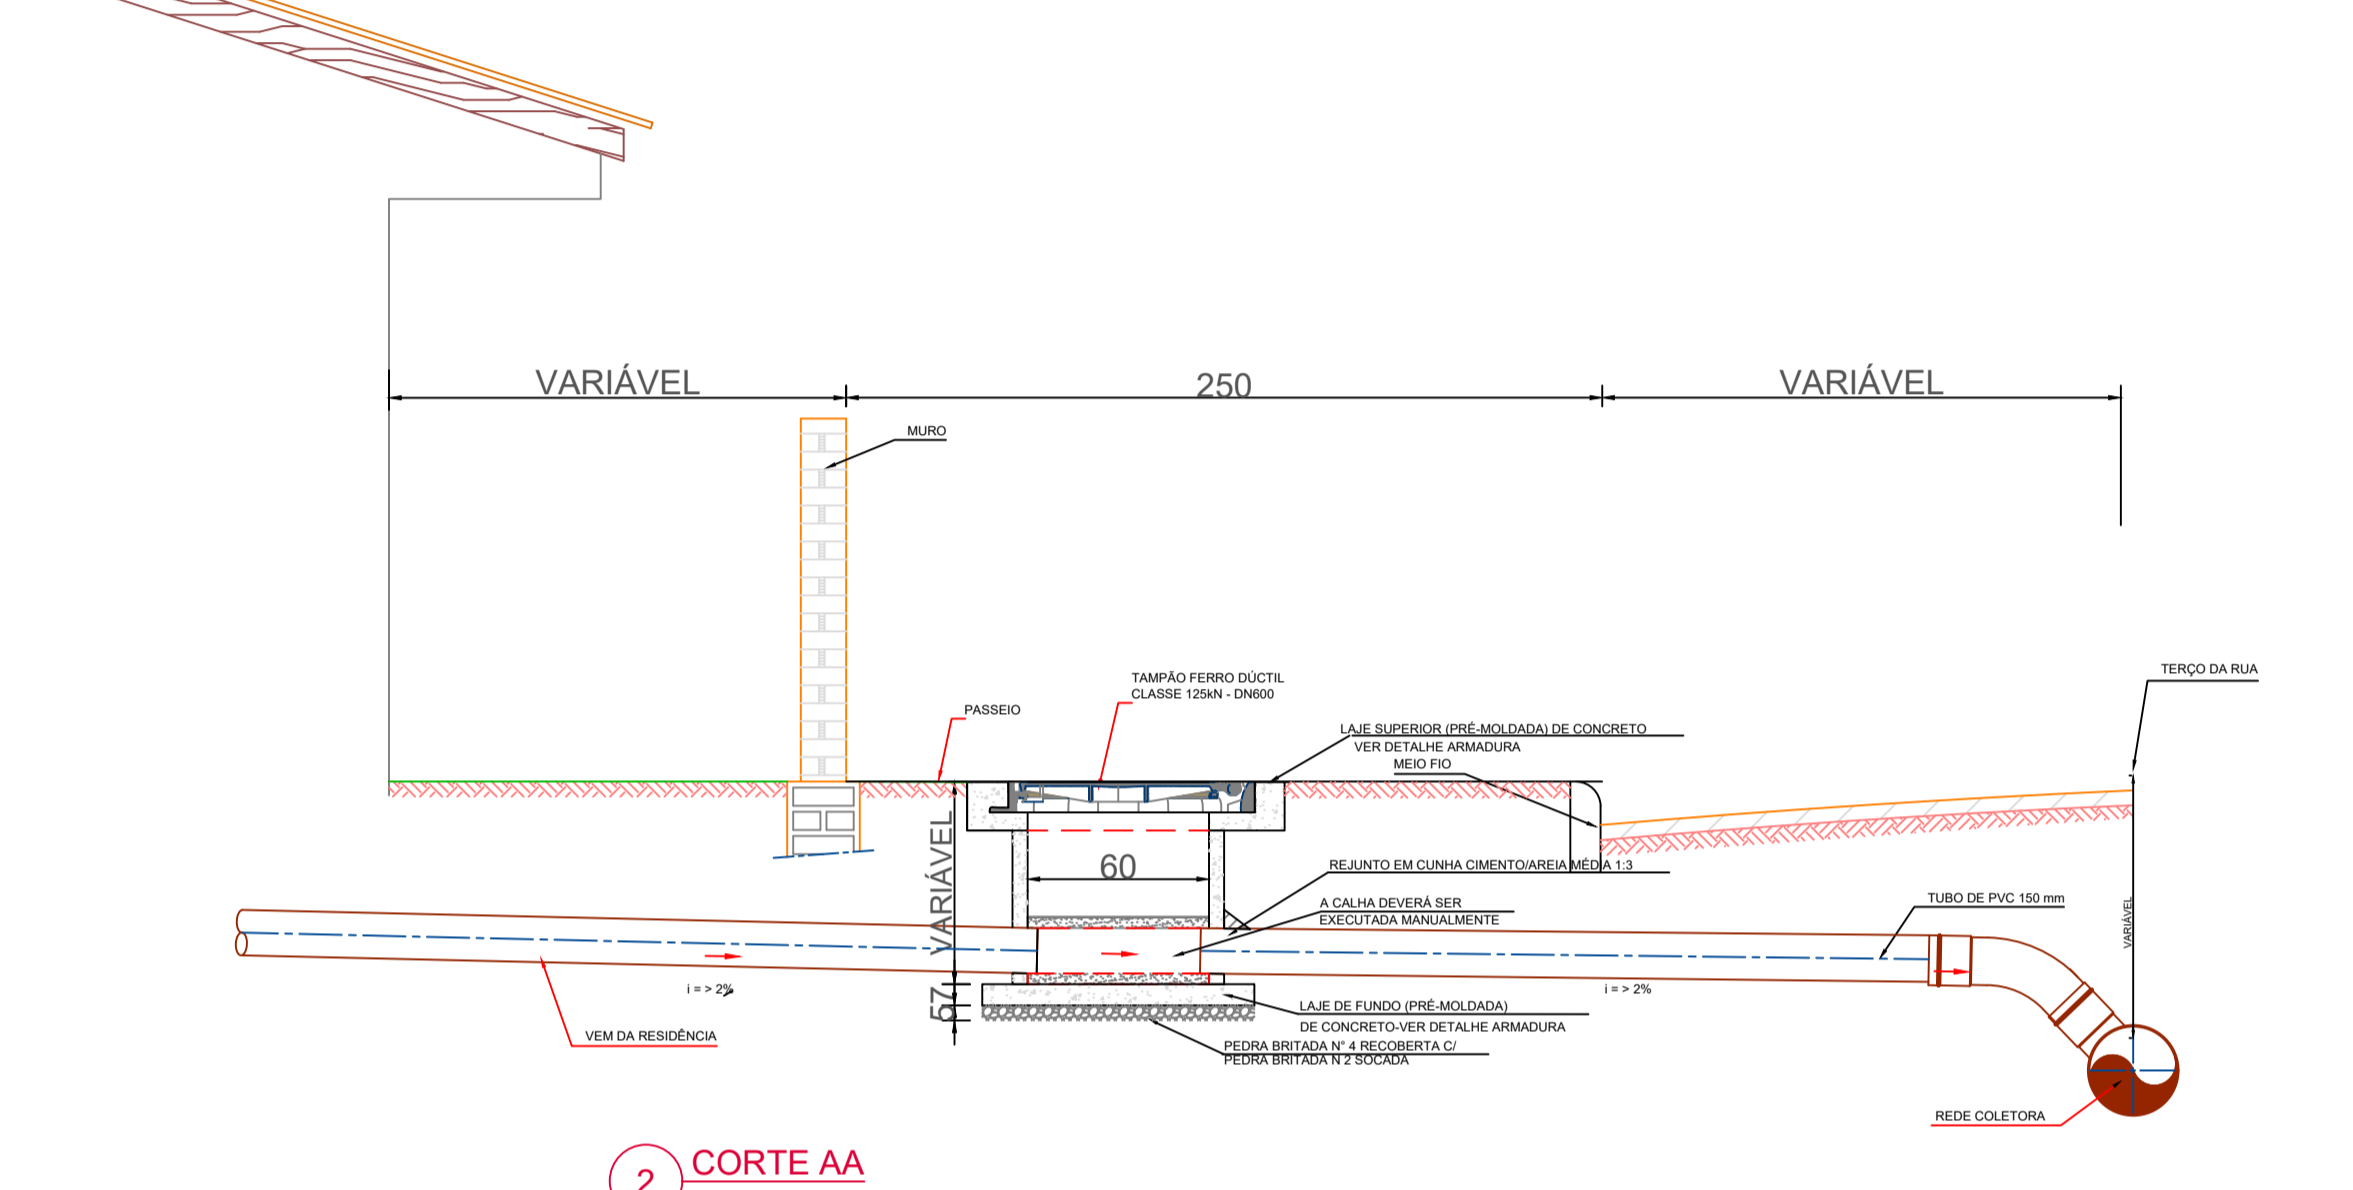 VARIÁVEL
250
VARIÁVEL
MURO
TERÇO DA RUA
TAMPÃO FERRO DÚCTIL
CLASSE 125kN - DN600
PASSEIO
LAJE SUPERIOR (PRÉ-MOLDADA) DE CONCRETO
VER DETALHE ARMADURA
MEIO FIO
VARIÁVEL
60
REJUNTO EM CUNHA CIMENTO/AREIA MÉDIA 1:3
A CALHA DEVERÁ SER
EXECUTADA MANUALMENTE
TUBO DE PVC 150 mm
VARIÁVEL
i = > 2%
i = > 2%
57
LAJE DE FUNDO (PRÉ-MOLDADA)
DE CONCRETO-VER DETALHE ARMADURA
VEM DA RESIDÊNCIA
PEDRA BRITADA N° 4 RECOBERTA C/
PEDRA BRITADA N 2 SOCADA
REDE COLETORA
2
CORTE AA